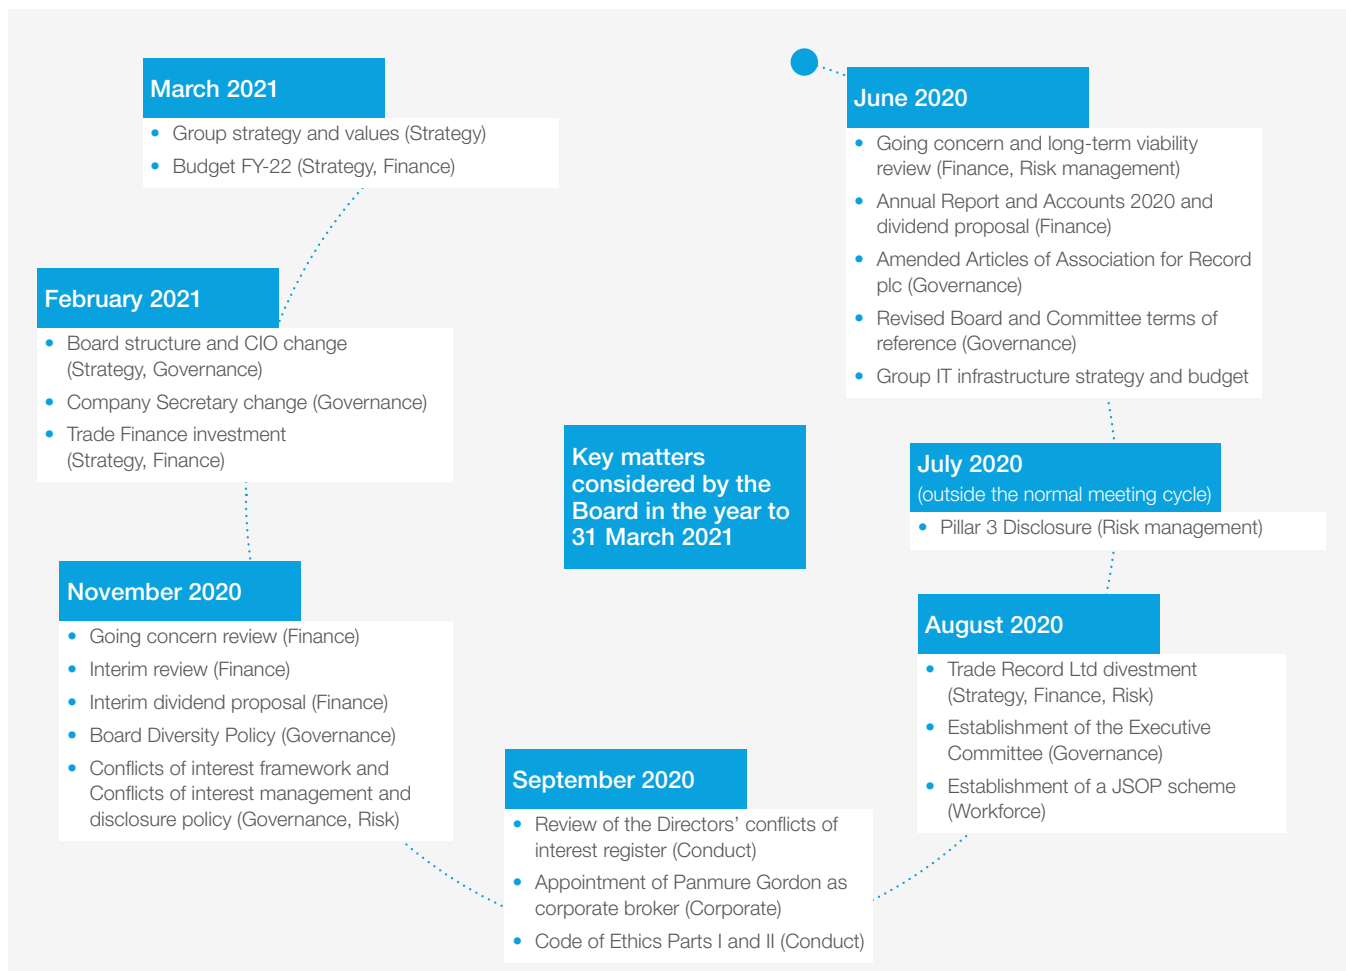 June 2020
• Going concern and long-term viability
review (Finance, Risk management)
• Annual Report and Accounts 2020 and
dividend proposal (Finance)
• Amended Articles of Association for Record
plc (Governance)
• Revised Board and Committee terms of
reference (Governance)
• Group IT infrastructure strategy and budget
July 2020
(outside the normal meeting cycle)
• Pillar 3 Disclosure (Risk management)
August 2020
• Trade Record Ltd divestment
(Strategy, Finance, Risk)
• Establishment of the Executive
Committee (Governance)
• Establishment of a JSOP scheme
(Workforce)
September 2020
• Review of the Directors’ conflicts of
interest register (Conduct)
• Appointment of Panmure Gordon as
corporate broker (Corporate)
• Code of Ethics Parts I and II (Conduct)
November 2020
• Going concern review (Finance)
• Interim review (Finance)
• Interim dividend proposal (Finance)
• Board Diversity Policy (Governance)
• Conflicts of interest framework and
Conflicts of interest management and
disclosure policy (Governance, Risk)
February 2021
• Board structure and CIO change
(Strategy, Governance)
• Company Secretary change (Governance)
• Trade Finance investment
(Strategy, Finance)
March 2021
• Group strategy and values (Strategy)
• Budget FY-22 (Strategy, Finance)
Key matters
considered by the
Board in the year to
31 March 2021